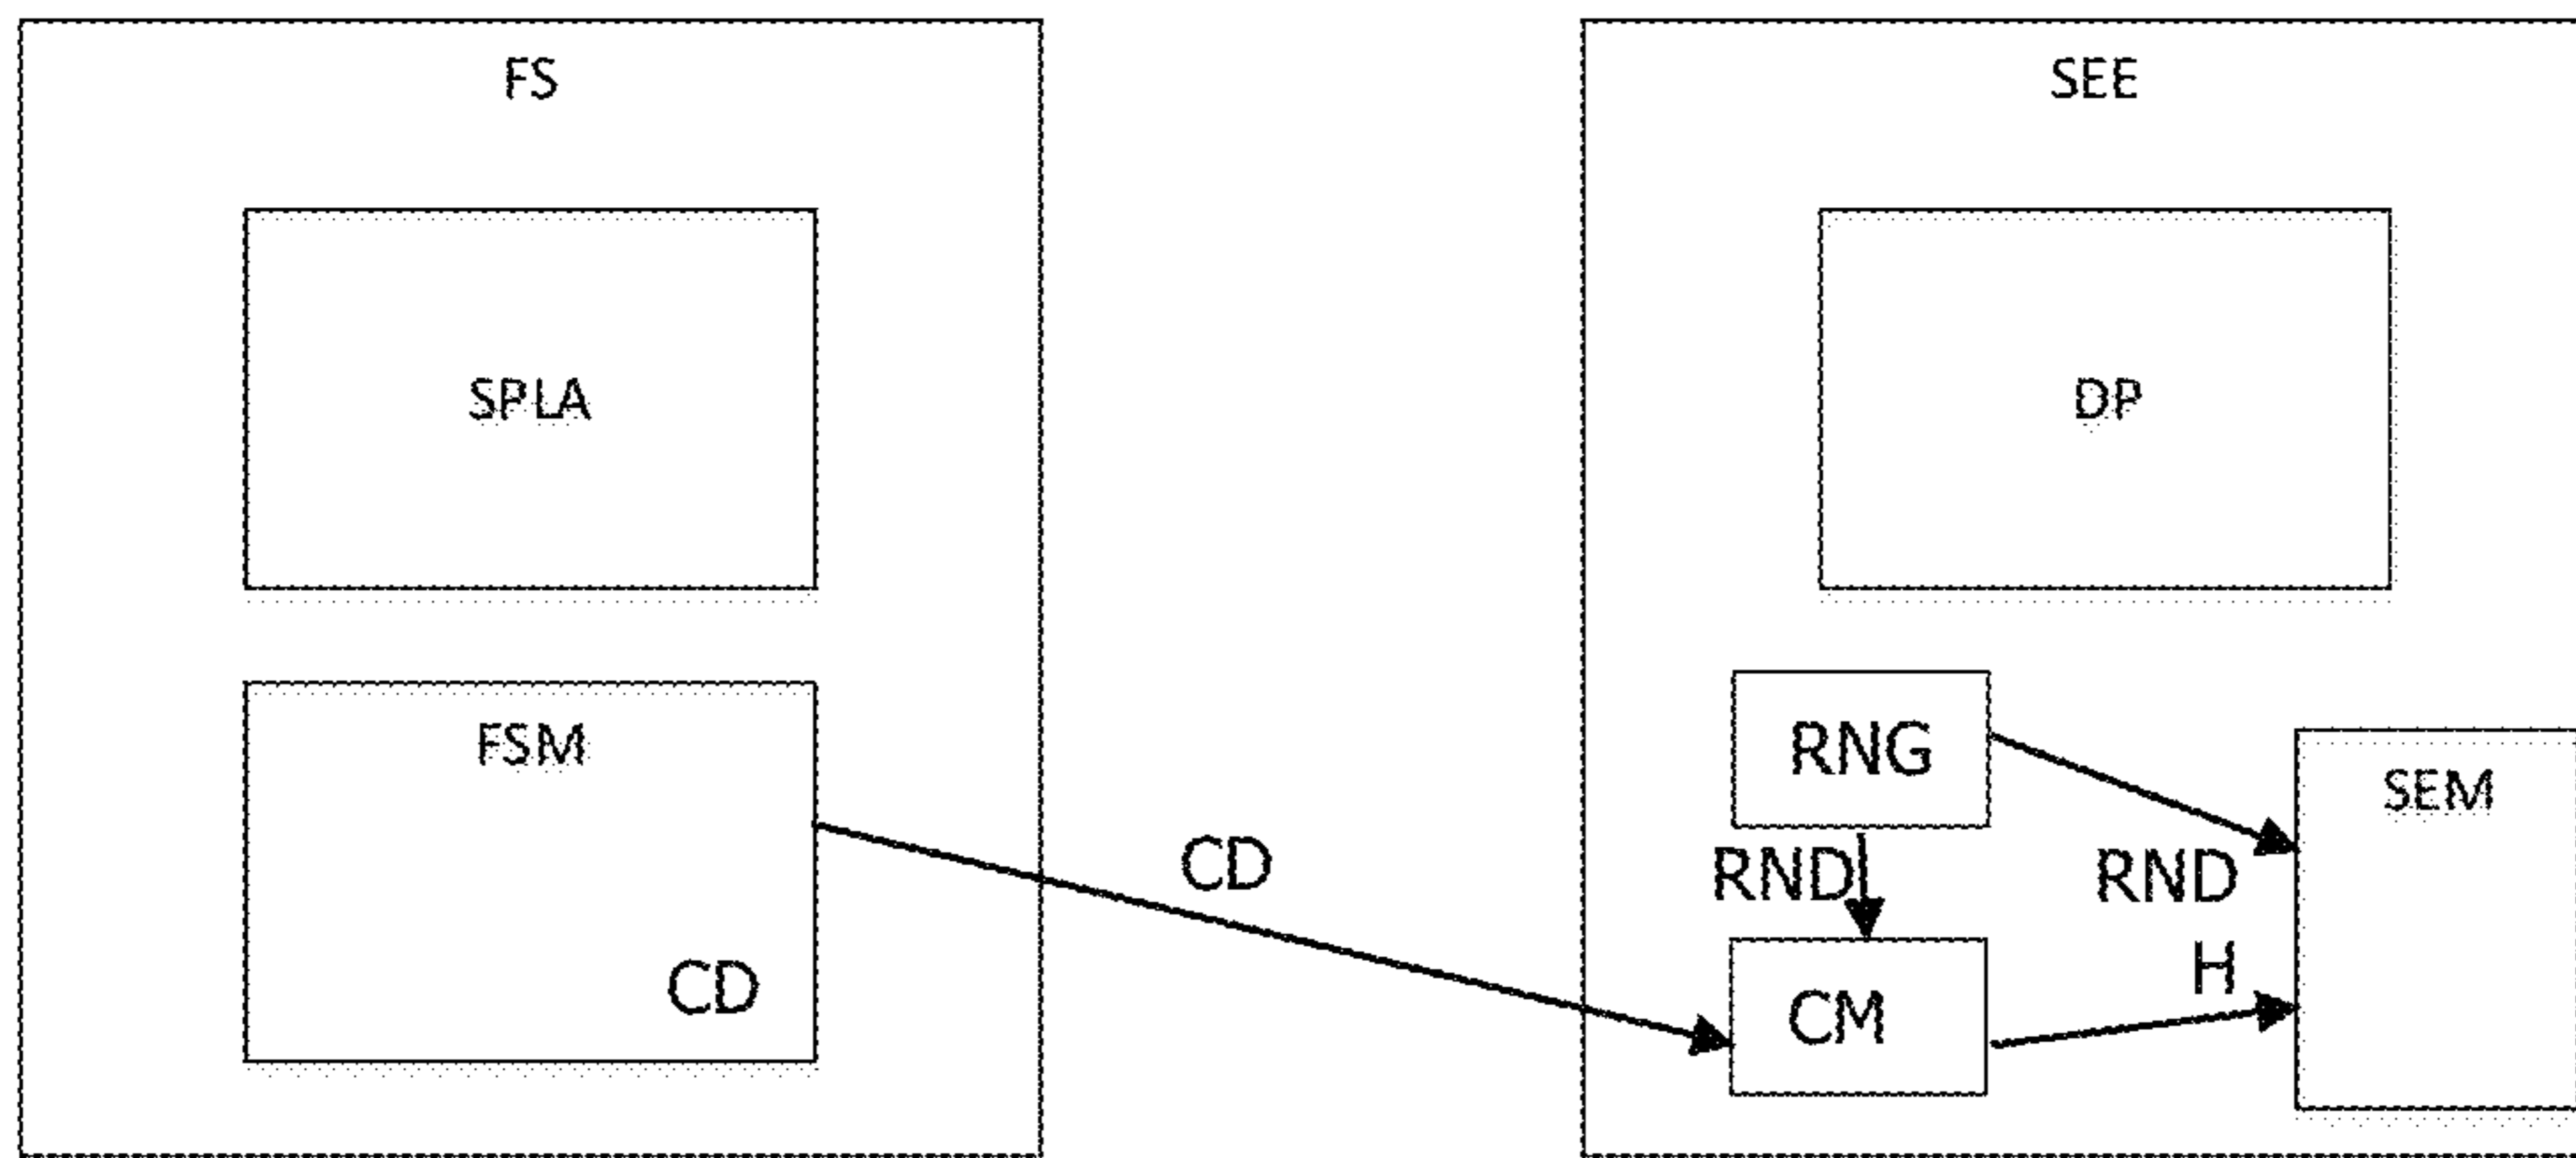 FS
SPLA
FSM
CD
CD
SEE
DP
RNG
SEM
RND
RND
H
CM